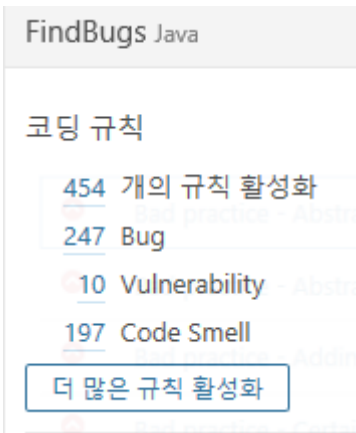 FindBugs Java
코딩 규칙
454 개의 규칙 활성화
247 Bug
10 Vulnerability
197 Code Smell
더 많은 규칙 활성화